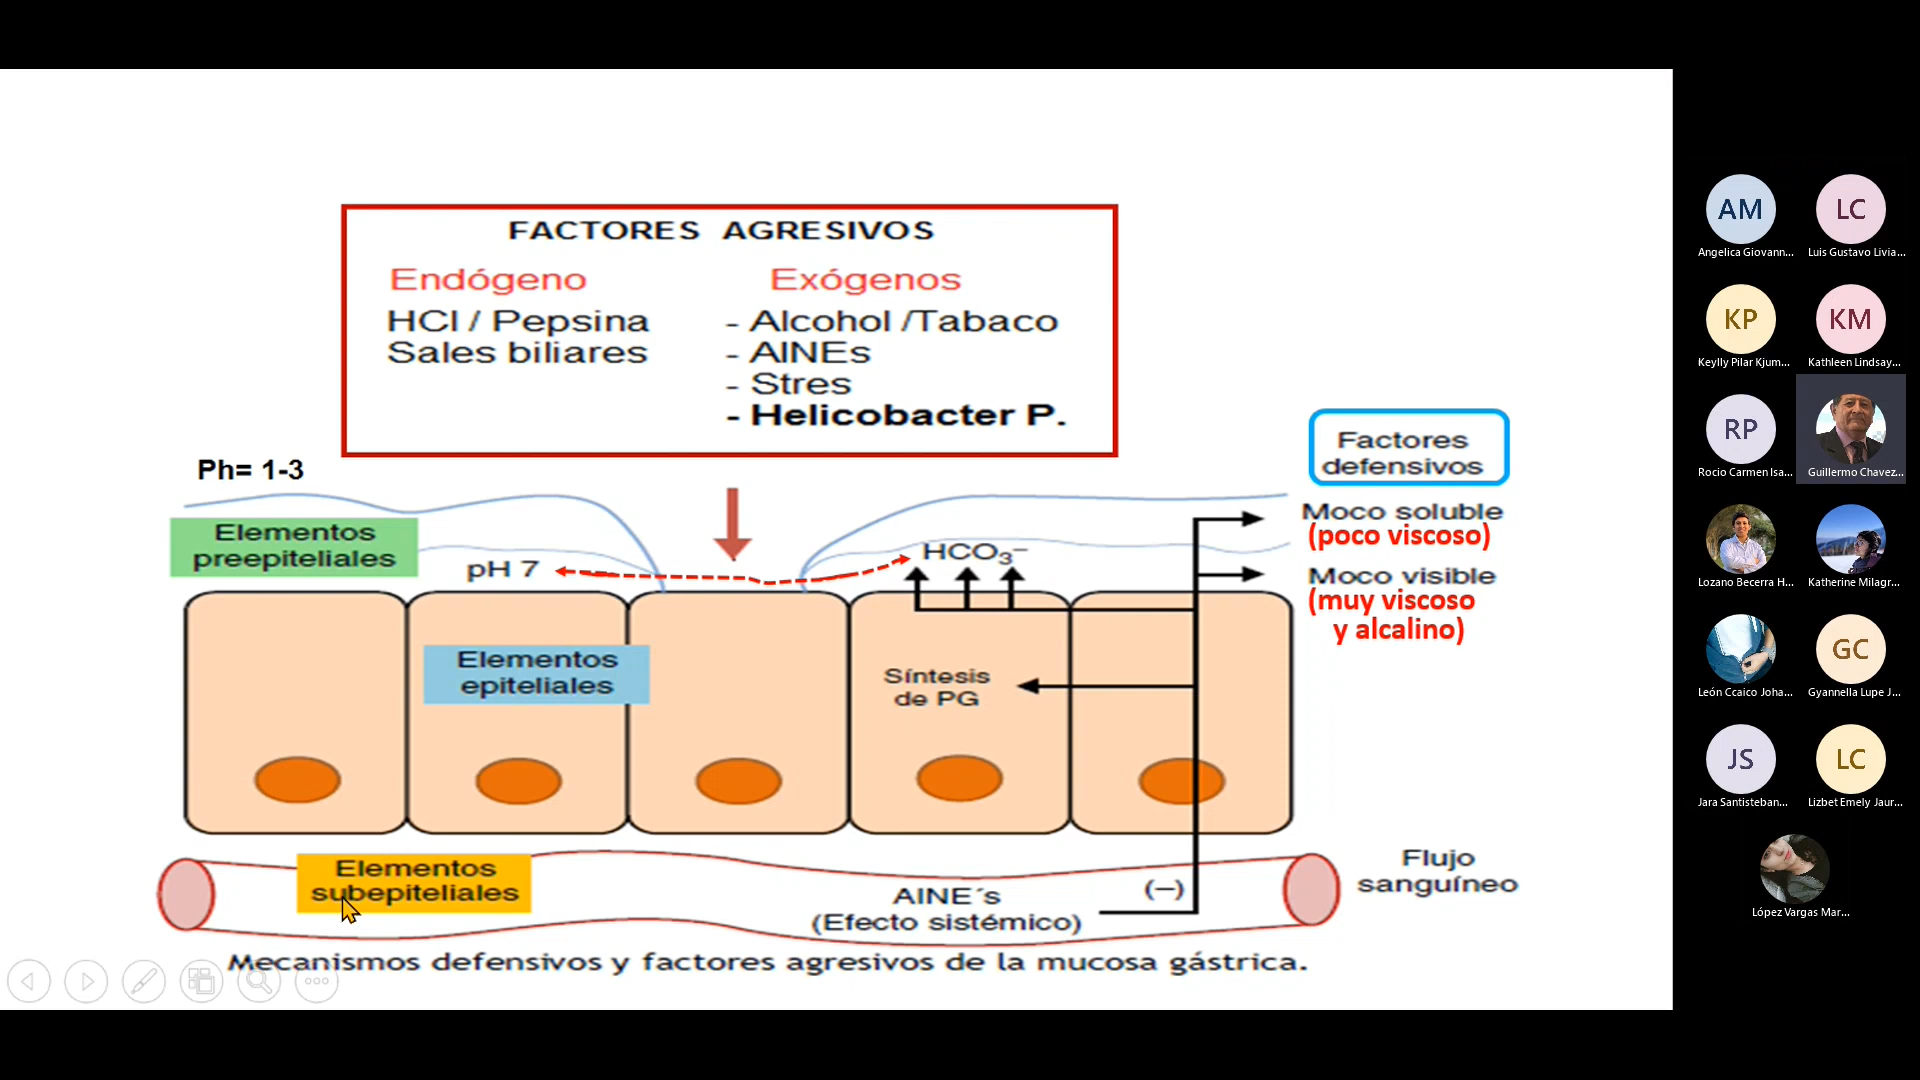 FACTORES AGRESIVOS
Endógeno
Exógenos
HCl / Pepsina
Sales biliares
- Alcohol /Tabaco
- AINEs
- Stres
- Helicobacter P.
Factores
defensivos
Ph= 1-3
Moco soluble
(poco viscoso)
Moco visible
(muy viscoso
y alcalino)
Elementos
preepiteliales
pH 7
HCO₃⁻
Elementos
epiteliales
Síntesis
de PG
Elementos
subepiteliales
AINE´s
(Efecto sistémico)
(−)
Flujo
sanguíneo
Mecanismos defensivos y factores agresivos de la mucosa gástrica.
AM
Angelica Giovann...
LC
Luis Gustavo Livia...
KP
Keylly Pilar Kjum...
KM
Kathleen Lindsay...
RP
Rocio Carmen Isa...
Guillermo Chavez...
Lozano Becerra H...
Katherine Milagr...
León Ccaico Joha...
GC
Gyannella Lupe J...
JS
Jara Santisteban...
LC
Lizbet Emely Jaur...
López Vargas Mar...